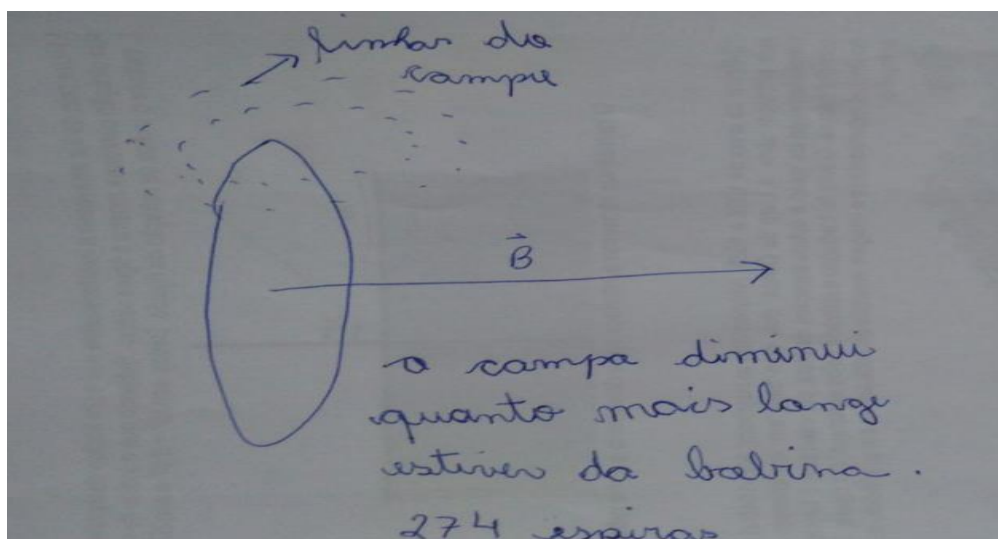 linhas do
campo
B
o campo diminui
quanto mais longe
estiver da bobina.
274 espiras